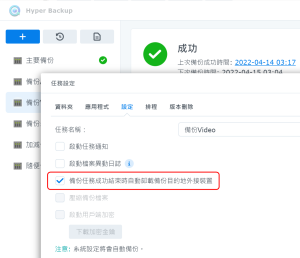 Hyper Backup
主要備份
成功
上次備份成功時間: 2022-04-14 03:17
下次備份時間: 2022-04-15 03:04
備份
任務設定
備份
資料夾 應用程式 設定 排程 版本刪除
備份
任務名稱：
備份Video
加減
啟動任務通知
隨便
啟動檔案異動日誌
備份任務成功結束時自動卸載備份目的地外接裝置
壓縮備份檔案
啟動用戶端加密
下載加密金鑰
注意: 系統設定將會自動備份。